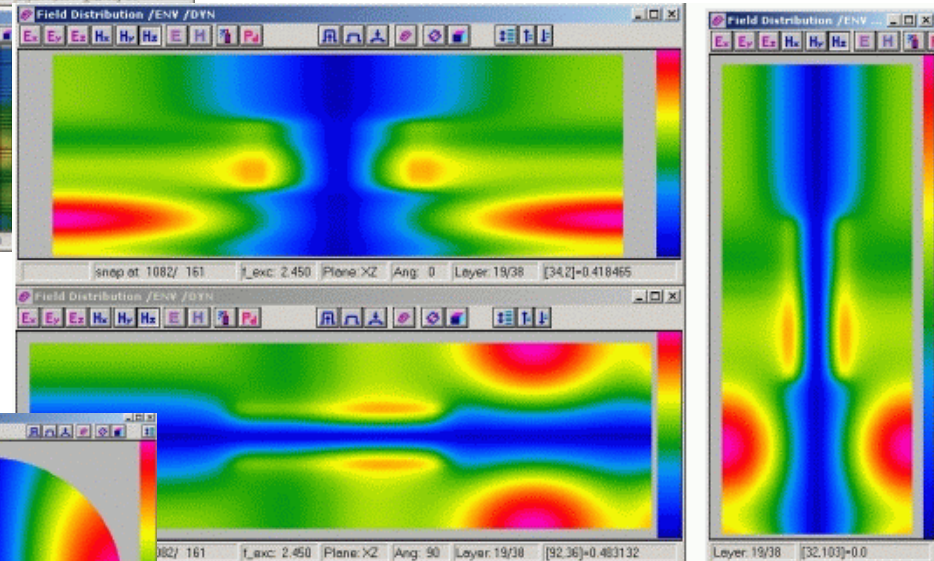 Field Distribution /ENV /DYN
Ex Ey Ez Hx Hy Hz E H Pd
snap at 1082/ 161 f_exc: 2.450 Plane: XZ Ang: 0 Layer: 19/38 [34,2]=0.418465
Field Distribution /ENV /DYN
Ex Ey Ez Hx Hy Hz E H Pd
082/ 161 f_exc: 2.450 Plane: XZ Ang: 90 Layer: 19/38 [92,36]=0.483132
Field Distribution /ENV ...
Ex Ey Ez Hx Hy Hz E H
Layer: 19/38 [32,103]=0.0